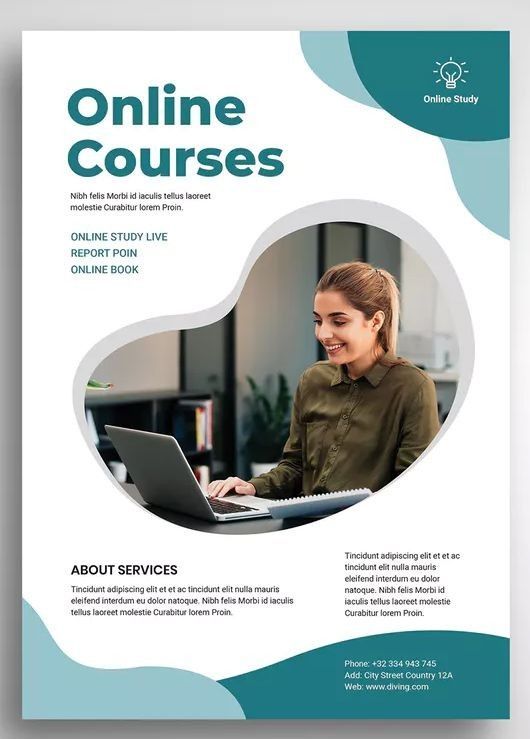 Online Study
Online
Courses
Nibh felis Morbi id iaculis tellus laoreet
molestie Curabitur lorem Proin.
ONLINE STUDY LIVE
REPORT POIN
ONLINE BOOK
ABOUT SERVICES
Tincidunt adipiscing elit et et ac tincidunt elit velit nulla mauris
eleifend interdum eu dolor natoque. Nibh felis Morbi id iaculis
tellus laoreet molestie Curabitur lorem Proin.
Tincidunt adipiscing elit et et ac
tincidunt elit velit nulla mauris
eleifend interdum eu dolor
natoque. Nibh felis Morbi id
iaculis tellus laoreet molestie
Curabitur lorem Proin.
Phone: +32 334 943 745
Add: City Street Country 12A
Web: www.diving.com